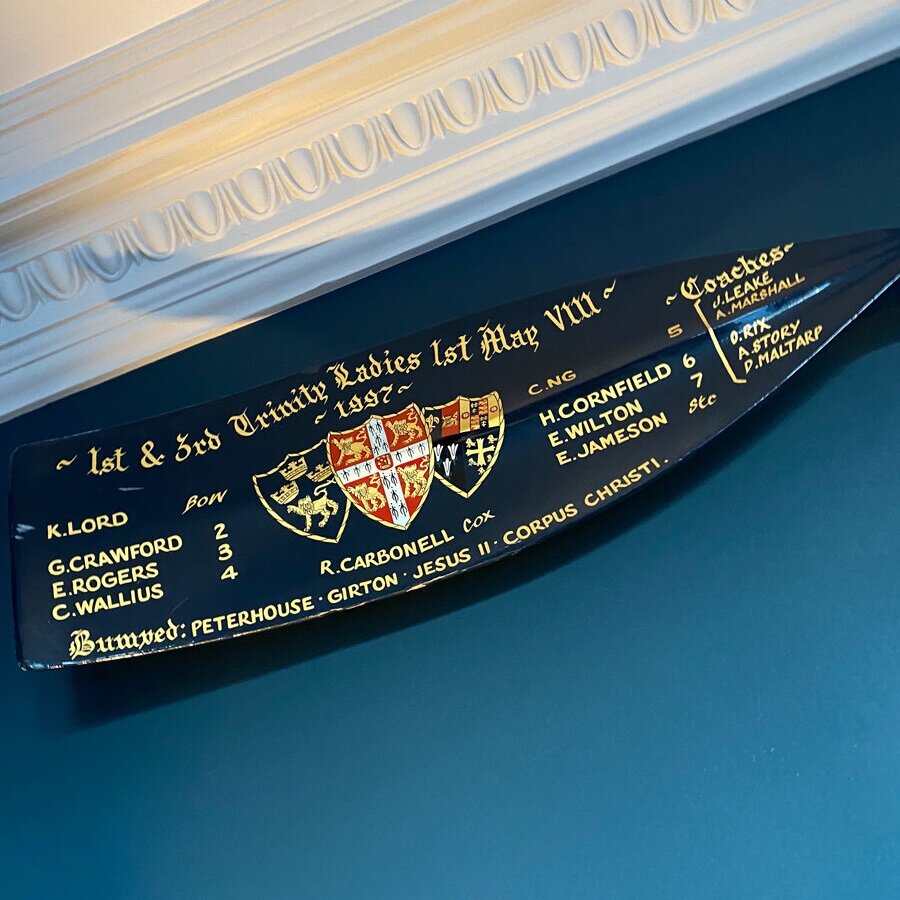 ~ 1st & 3rd Trinity Ladies 1st May VIII ~
~ 1997 ~
K.LORD BOW
G.CRAWFORD 2
E.ROGERS 3
C.WALLIUS 4
R.CARBONELL COX
C.NG 5
H.CORNFIELD 6
E.WILTON 7
E.JAMESON Stc
~Coaches~
J.LEAKE
A.MARSHALL
O.RIX
A.STORY
D.MALTARP
Bumped: PETERHOUSE · GIRTON · JESUS II · CORPUS CHRISTI.